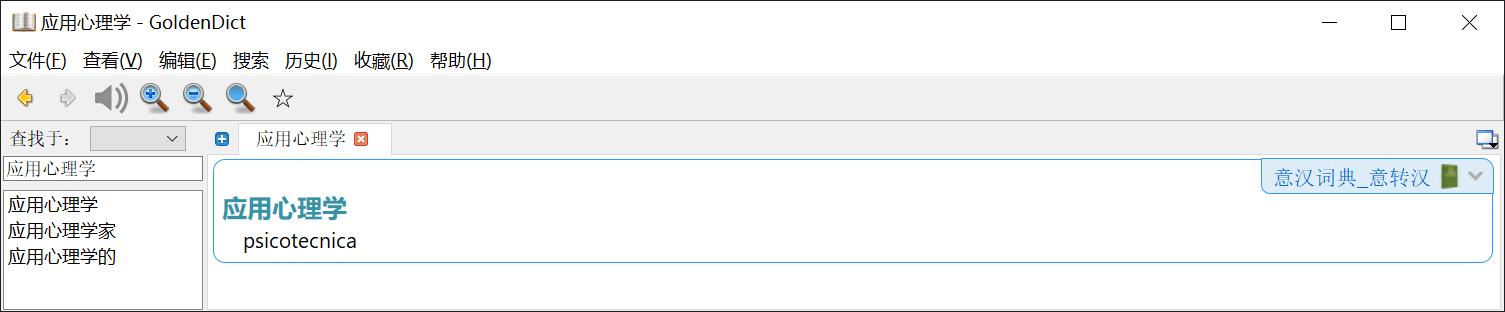 应用心理学 - GoldenDict
文件(F) 查看(V) 编辑(E) 搜索 历史(I) 收藏(R) 帮助(H)
查找于：
应用心理学
应用心理学
应用心理学
应用心理学家
应用心理学的
意汉词典_意转汉
应用心理学
psicotecnica